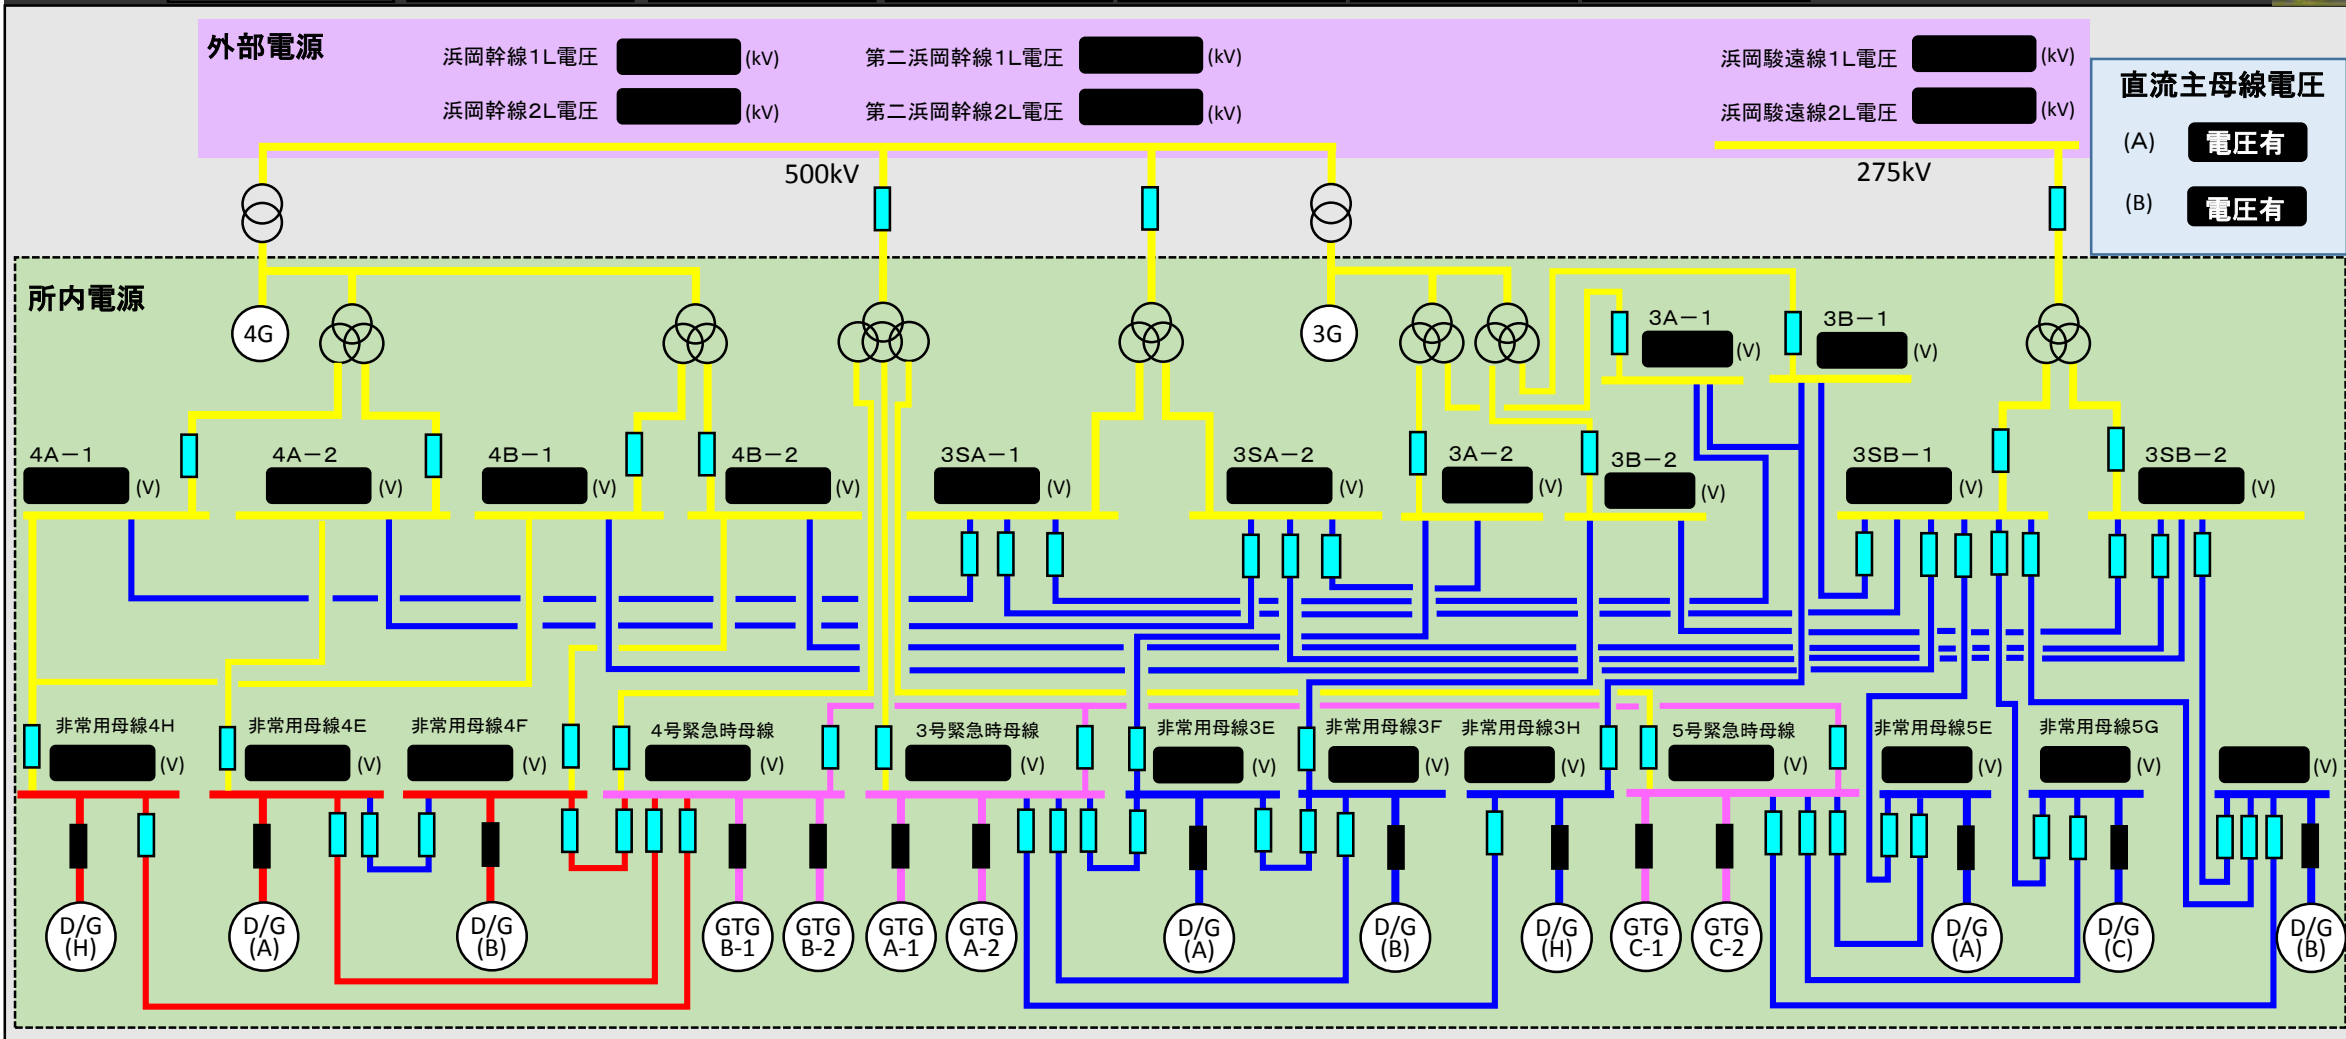 外部電源
浜岡幹線1L電圧 (kV) 第二浜岡幹線1L電圧 (kV) 浜岡駿遠線1L電圧 (kV)
浜岡幹線2L電圧 (kV) 第二浜岡幹線2L電圧 (kV) 浜岡駿遠線2L電圧 (kV)
直流主母線電圧
(A) 電圧有
(B) 電圧有
500kV 275kV
所内電源
4G 3G
3A-1 (V) 3B-1 (V)
4A-1 (V) 4A-2 (V) 4B-1 (V) 4B-2 (V) 3SA-1 (V) 3SA-2 (V) 3A-2 (V) 3B-2 (V) 3SB-1 (V) 3SB-2 (V)
非常用母線4H (V) 非常用母線4E (V) 非常用母線4F (V) 4号緊急時母線 (V) 3号緊急時母線 (V) 非常用母線3E (V) 非常用母線3F (V) 非常用母線3H (V) 5号緊急時母線 (V) 非常用母線5E (V) 非常用母線5G (V) (V)
D/G D/G D/G GTG GTG GTG GTG D/G D/G D/G GTG GTG D/G D/G D/G
(H) (A) (B) B-1 B-2 A-1 A-2 (A) (B) (H) C-1 C-2 (A) (C) (B)